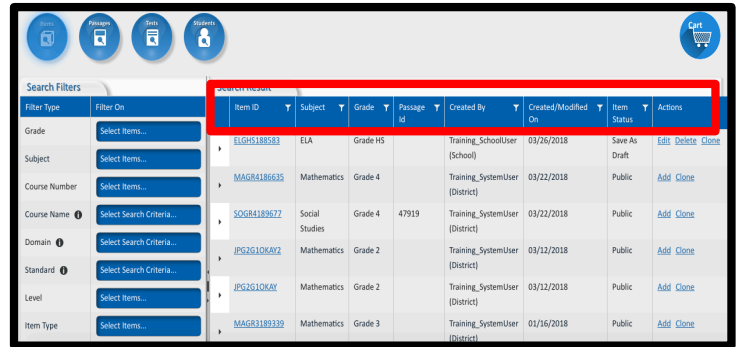 Items Passages Tests Students Cart
Search Filters Search Result
Filter Type Filter On
Item ID Subject Grade Passage Id Created By Created/Modified On Item Status Actions
Grade Select Items...
Subject Select Items...
Course Number Select Items...
Course Name Select Search Criteria...
Domain Select Search Criteria...
Standard Select Search Criteria...
Level Select Items...
Item Type Select Items...
ELGHS188583 ELA Grade HS Training_SchoolUser 03/26/2018 Save As Edit Delete Clone
(School) Draft
MAGR4186635 Mathematics Grade 4 Training_SystemUser 03/22/2018 Public Add Clone
(District)
SOGR4189677 Social Grade 4 47919 Training_SystemUser 03/22/2018 Public Add Clone
Studies (District)
JPG2G1OKAY2 Mathematics Grade 2 Training_SystemUser 03/12/2018 Public Add Clone
(District)
JPG2G1OKAY Mathematics Grade 2 Training_SystemUser 03/12/2018 Public Add Clone
(District)
MAGR3189339 Mathematics Grade 3 Training_SystemUser 01/16/2018 Public Add Clone
(District)